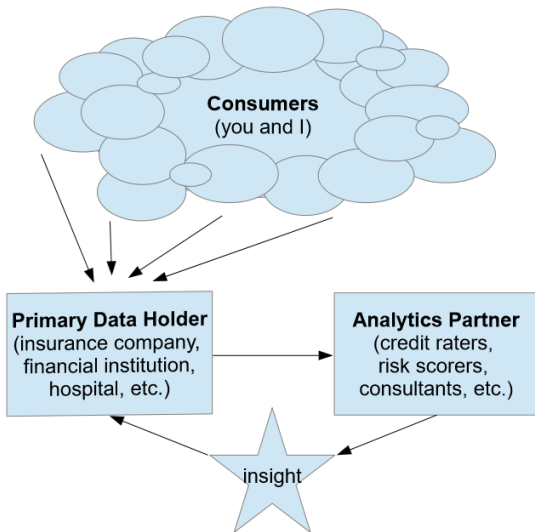 Consumers
(you and I)
Primary Data Holder
(insurance company,
financial institution,
hospital, etc.)
Analytics Partner
(credit raters,
risk scorers,
consultants, etc.)
insight